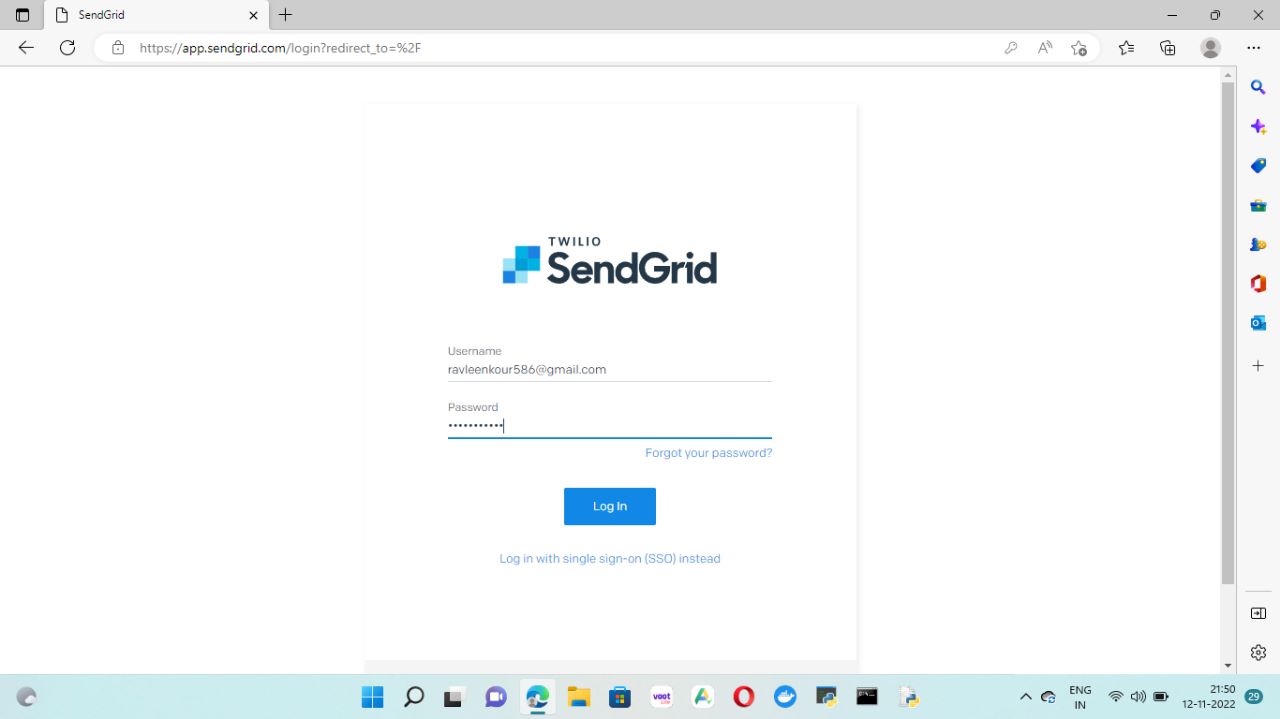 SendGrid
https://app.sendgrid.com/login?redirect_to=%2F
TWILIO
SendGrid
Username
ravleenkour586@gmail.com
Password
•••••••••••
Forgot your password?
Log In
Log in with single sign-on (SSO) instead
voot
ENG
IN
21:50
12-11-2022
29